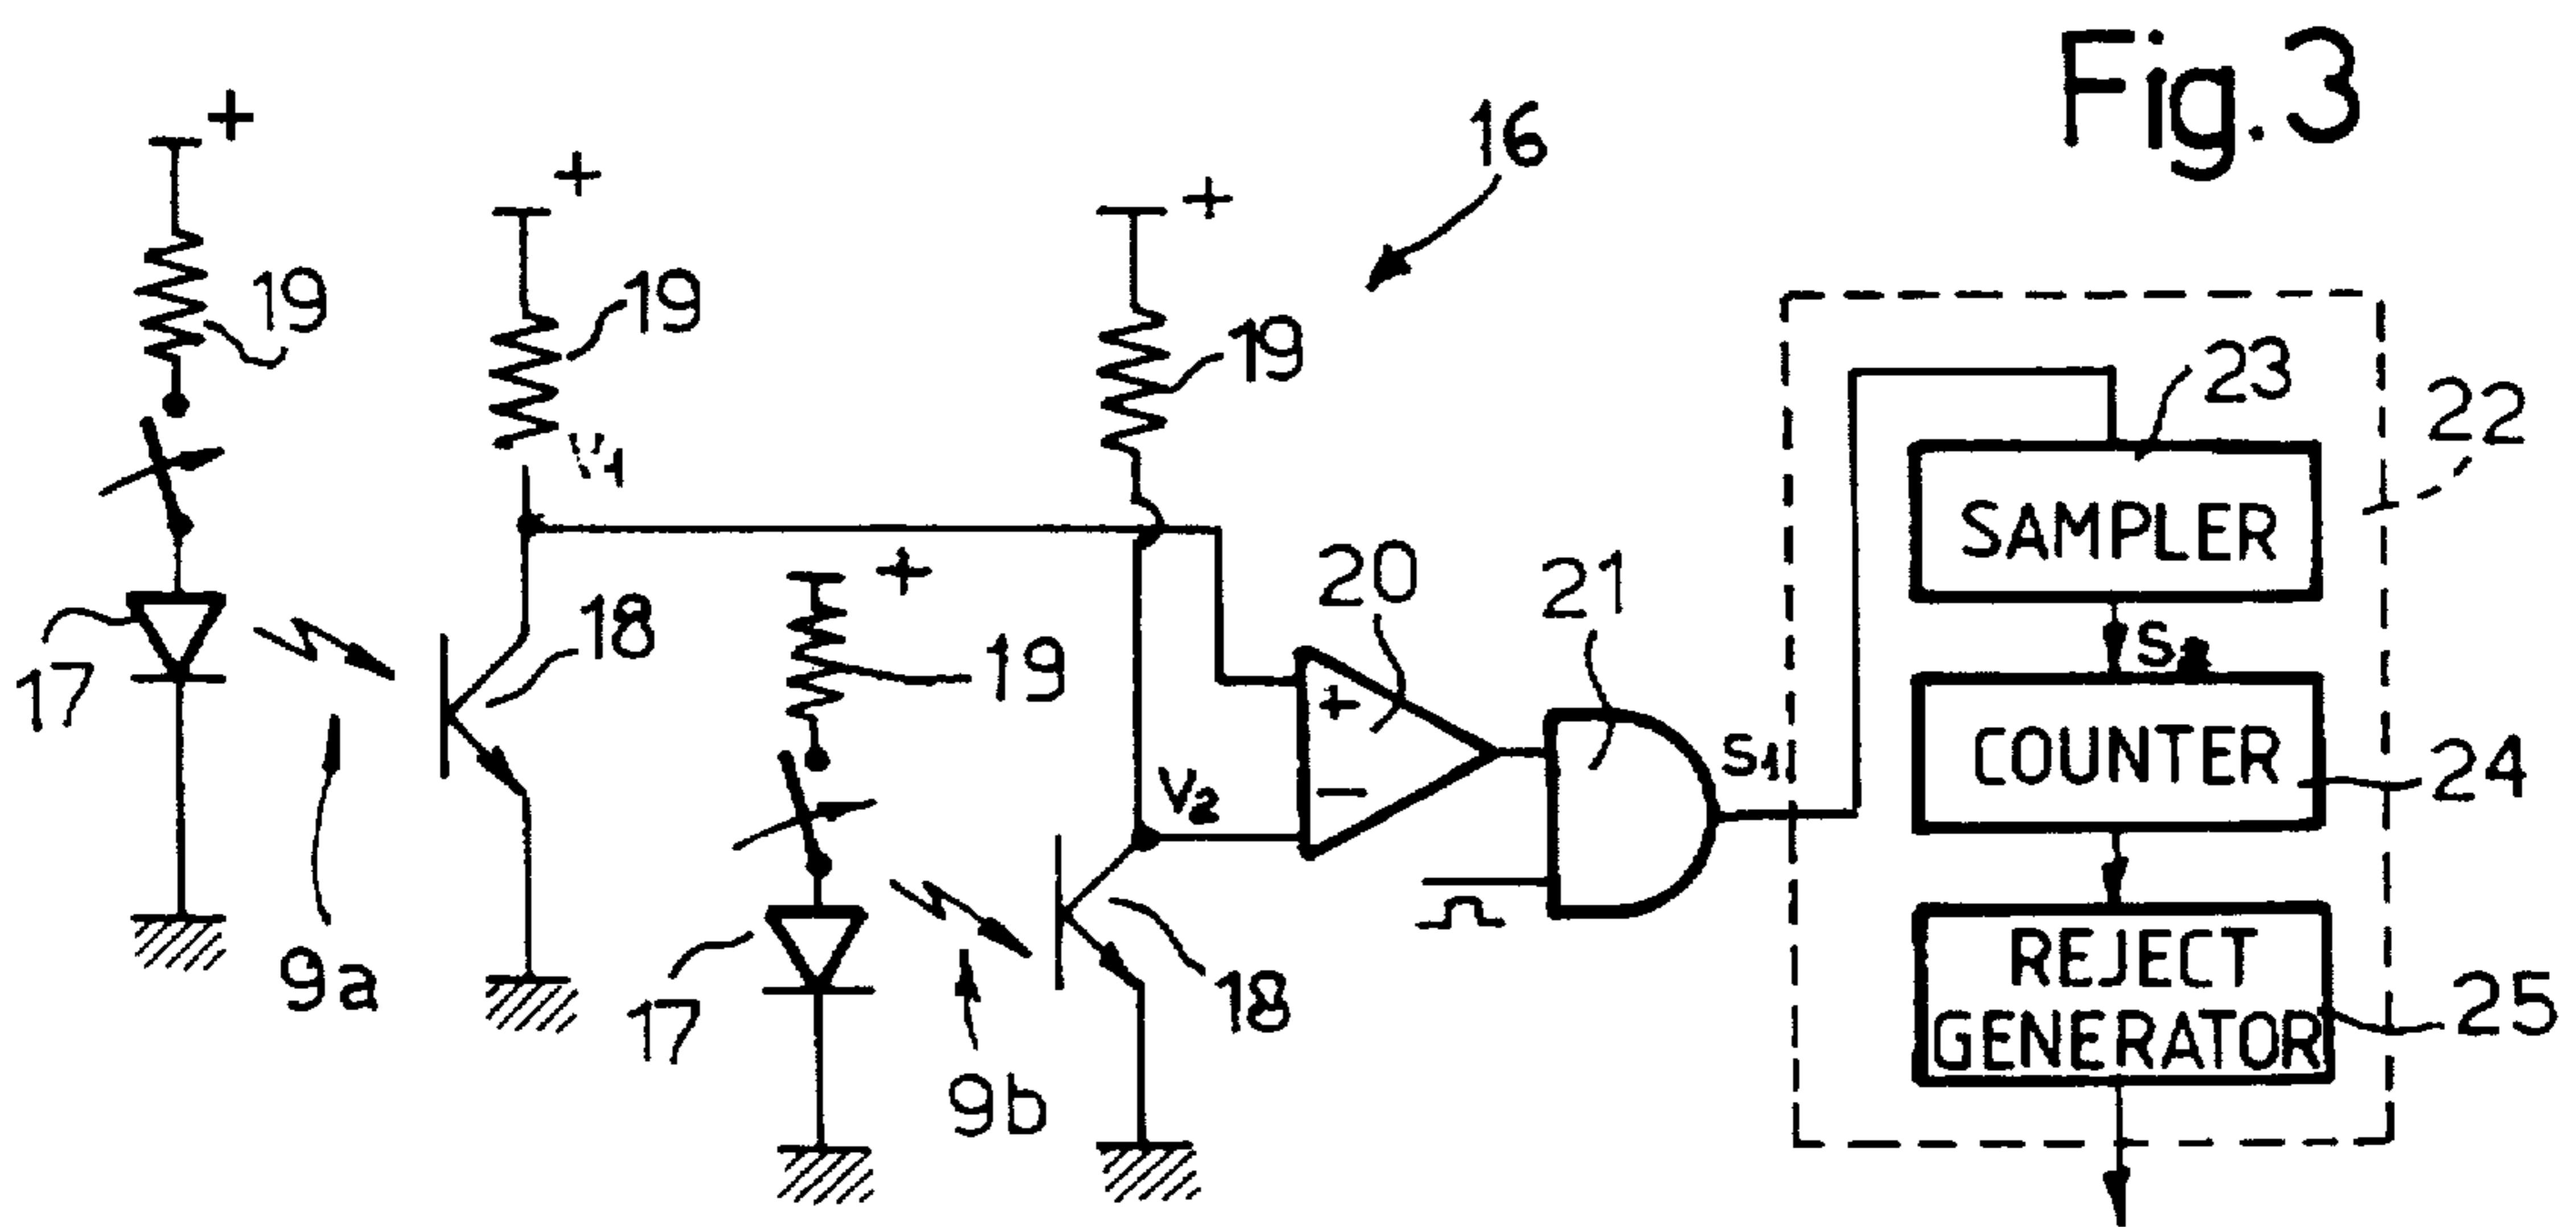 Fig.3
+
+
+
16
19
19
19
V1
23
22
SAMPLER
+
20
21
18
17
19
S2
+
-
S1
COUNTER
24
V2
9a
17
18
9b
REJECT
GENERATOR
25